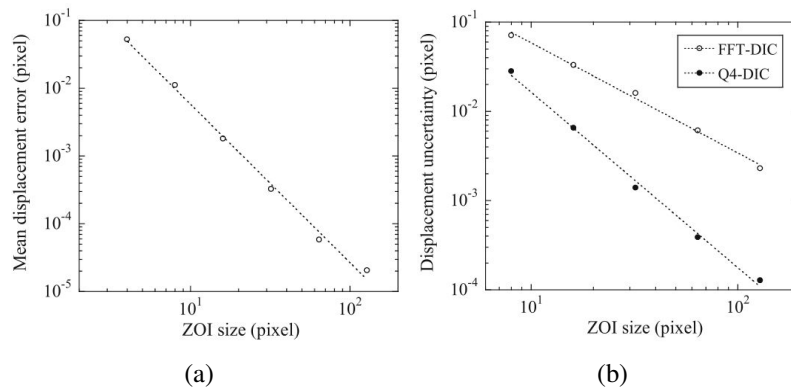 10^-1
10^-2
10^-3
10^-4
10^-5
Mean displacement error (pixel)
10^1
10^2
ZOI size (pixel)
(a)
10^-1
10^-2
10^-3
10^-4
Displacement uncertainty (pixel)
FFT-DIC
Q4-DIC
10^1
10^2
ZOI size (pixel)
(b)